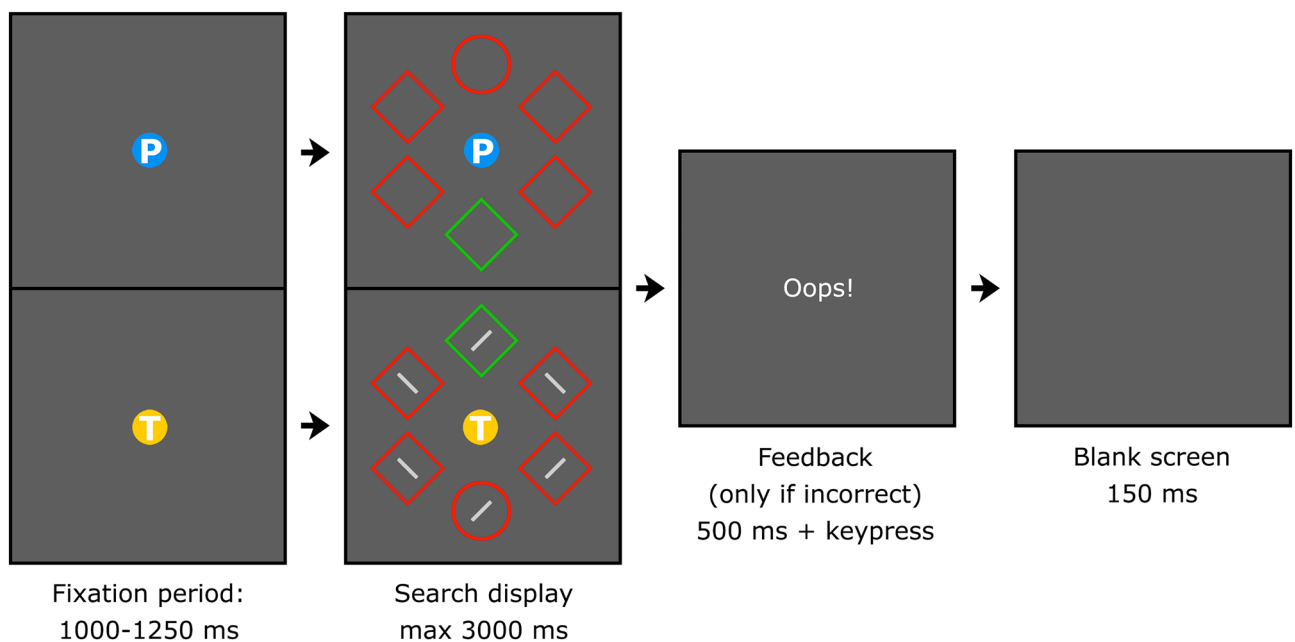 P
P
T
T
Oops!
Fixation period:
1000-1250 ms
Search display
max 3000 ms
Feedback
(only if incorrect)
500 ms + keypress
Blank screen
150 ms